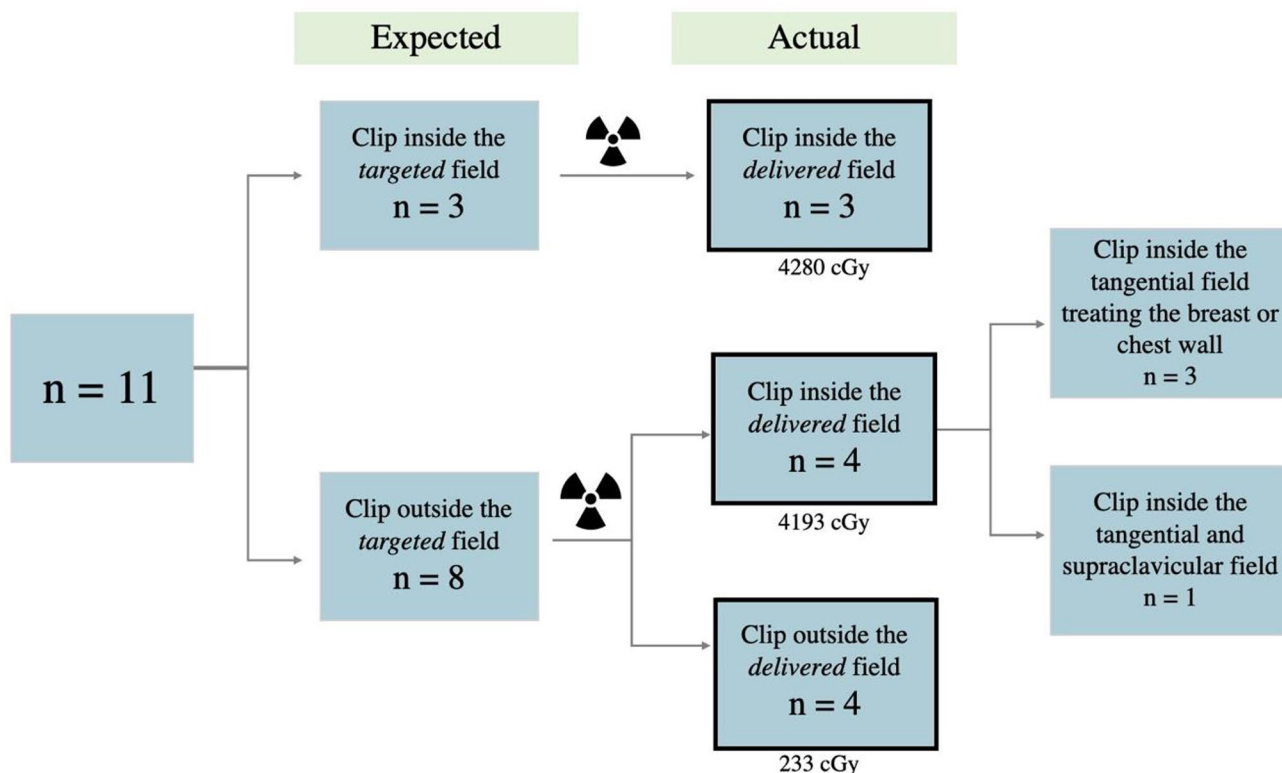 Expected
Actual
Clip inside the
targeted field
n = 3
Clip inside the
delivered field
n = 3
4280 cGy
n = 11
Clip outside the
targeted field
n = 8
Clip inside the
delivered field
n = 4
4193 cGy
Clip outside the
delivered field
n = 4
233 cGy
Clip inside the
tangential field
treating the breast or
chest wall
n = 3
Clip inside the
tangential and
supraclavicular field
n = 1